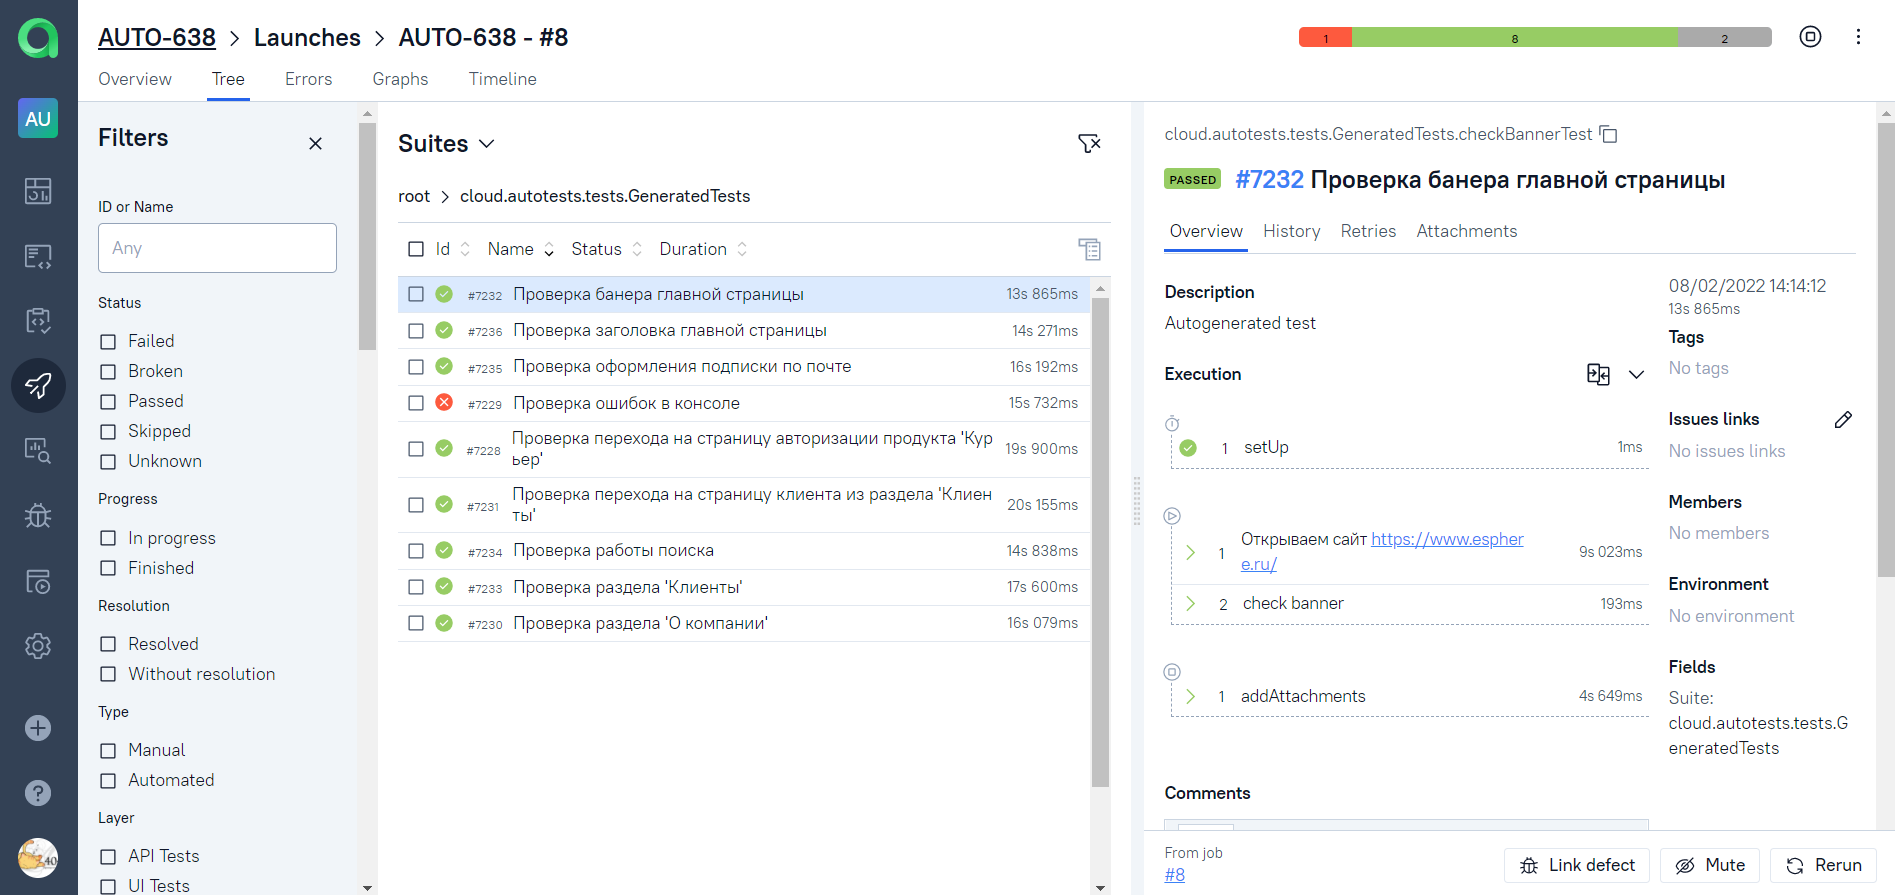 AUTO-638 > Launches > AUTO-638 - #8
1 8 2
Overview Tree Errors Graphs Timeline
AU
Filters
ID or Name
Any
Status
Failed
Broken
Passed
Skipped
Unknown
Progress
In progress
Finished
Resolution
Resolved
Without resolution
Type
Manual
Automated
Layer
API Tests
UI Tests
Suites
root > cloud.autotests.tests.GeneratedTests
Id Name Status Duration
#7232 Проверка банера главной страницы 13s 865ms
#7236 Проверка заголовка главной страницы 14s 271ms
#7235 Проверка оформления подписки по почте 16s 192ms
#7229 Проверка ошибок в консоле 15s 732ms
#7228 Проверка перехода на страницу авторизации продукта 'Кур
ьер' 19s 900ms
#7231 Проверка перехода на страницу клиента из раздела 'Клиен
ты' 20s 155ms
#7234 Проверка работы поиска 14s 838ms
#7233 Проверка раздела 'Клиенты' 17s 600ms
#7230 Проверка раздела 'О компании' 16s 079ms
cloud.autotests.tests.GeneratedTests.checkBannerTest
PASSED #7232 Проверка банера главной страницы
Overview History Retries Attachments
Description
Autogenerated test
Execution
1 setUp 1ms
1 Открываем сайт https://www.espher
e.ru/ 9s 023ms
2 check banner 193ms
1 addAttachments 4s 649ms
Comments
08/02/2022 14:14:12
13s 865ms
Tags
No tags
Issues links
No issues links
Members
No members
Environment
No environment
Fields
Suite:
cloud.autotests.tests.G
eneratedTests
From job
#8
Link defect Mute Rerun
40